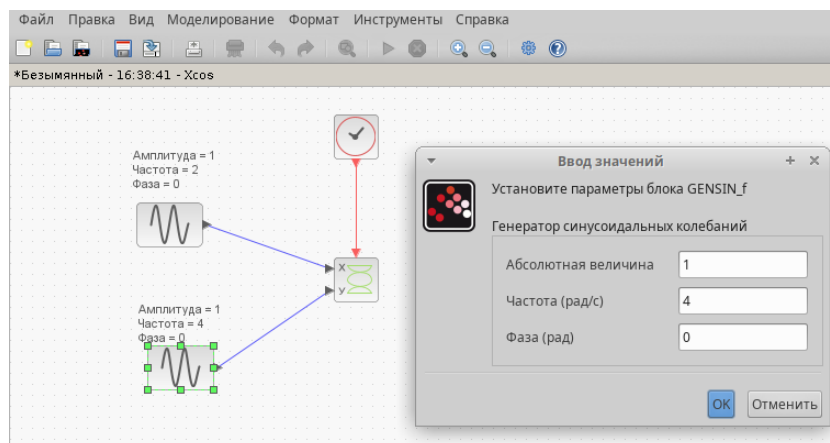 Файл Правка Вид Моделирование Формат Инструменты Справка
*Безымянный - 16:38:41 - Xcos
Амплитуда = 1
Частота = 2
Фаза = 0
X
y
Амплитуда = 1
Частота = 4
Фаза = 0
Ввод значений
Установите параметры блока GENSIN_f
Генератор синусоидальных колебаний
Абсолютная величина 1
Частота (рад/с) 4
Фаза (рад) 0
OK Отменить